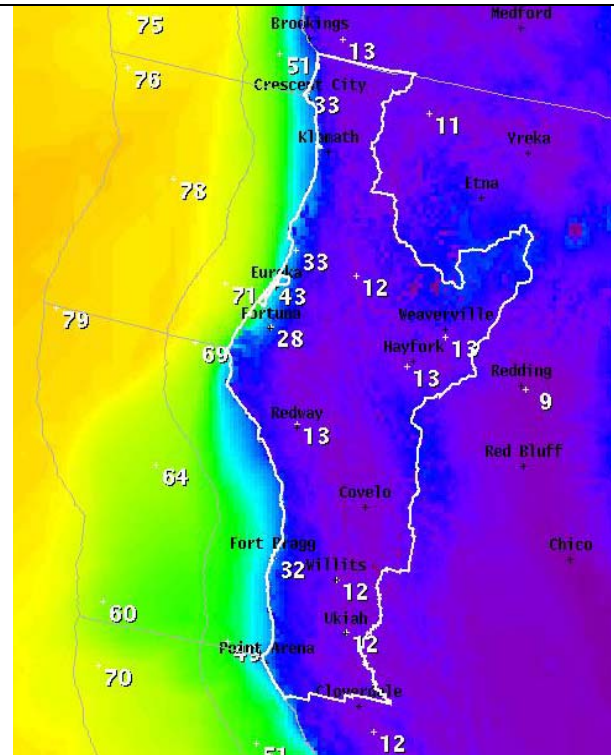 Medford
75
Brookings
13
51
76
Crescent City
33
11
Klamath
Yreka
78
Etna
33
Eureka
12
71
43
79
Fortuna
Weaverville
28
13
69
Hayfork
13
Redding
9
Redway
13
64
Red Bluff
Covelo
Fort Bragg
Chico
32
Willits
12
60
Ukiah
12
Point Arena
49
70
Cloverdale
12
51